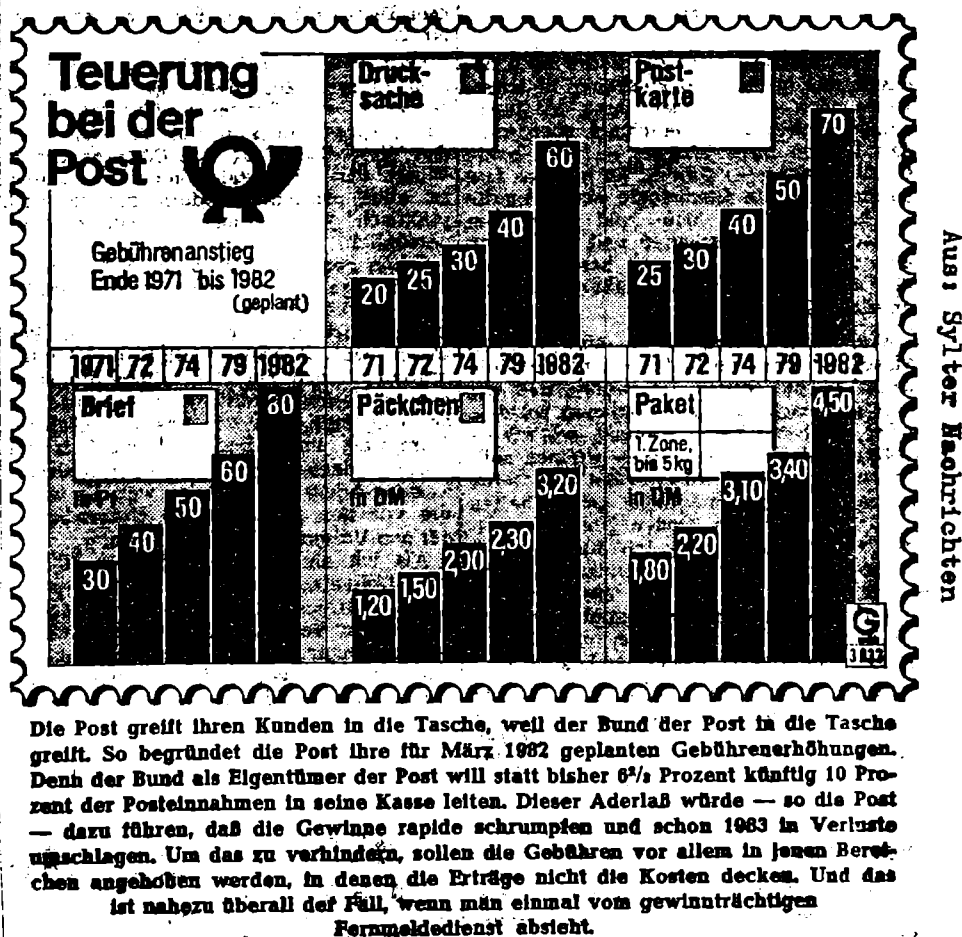 Teuerung
bei der
Post
Gebührenanstieg
Ende 1971 bis 1982
(geplant)
Druck-
sache
20 25 30 40 60
Post-
karte
25 30 40 50 70
1971 72 74 79 1982 71 72 74 79 1982 71 72 74 79 1982
Brief
in Pf
30 40 50 60 80
Päckchen
in DM
1,20 1,50 2,00 2,30 3,20
Paket
1. Zone,
bis 5 kg
in DM
1,80 2,20 3,10 3,40 4,50
G
Aus: Sylter Nachrichten
Die Post greift ihren Kunden in die Tasche, weil der Bund der Post in die Tasche
greift. So begründet die Post ihre für März 1982 geplanten Gebührenerhöhungen.
Denn der Bund als Eigentümer der Post will statt bisher 6²/₃ Prozent künftig 10 Pro-
zent der Posteinnahmen in seine Kasse leiten. Dieser Aderlaß würde — so die Post
— dazu führen, daß die Gewinne rapide schrumpfen und schon 1983 in Verluste
umschlagen. Um das zu verhindern, sollen die Gebühren vor allem in jenen Berei-
chen angehoben werden, in denen die Erträge nicht die Kosten decken. Und das
ist nahezu überall der Fall, wenn man einmal vom gewinnträchtigen
Fernmeldedienst absieht.